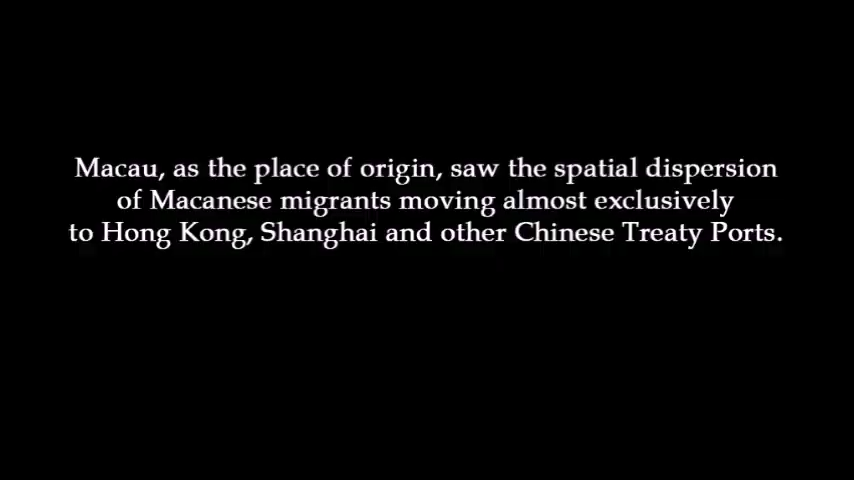 Macau, as the place of origin, saw the spatial dispersion
of Macanese migrants moving almost exclusively
to Hong Kong, Shanghai and other Chinese Treaty Ports.